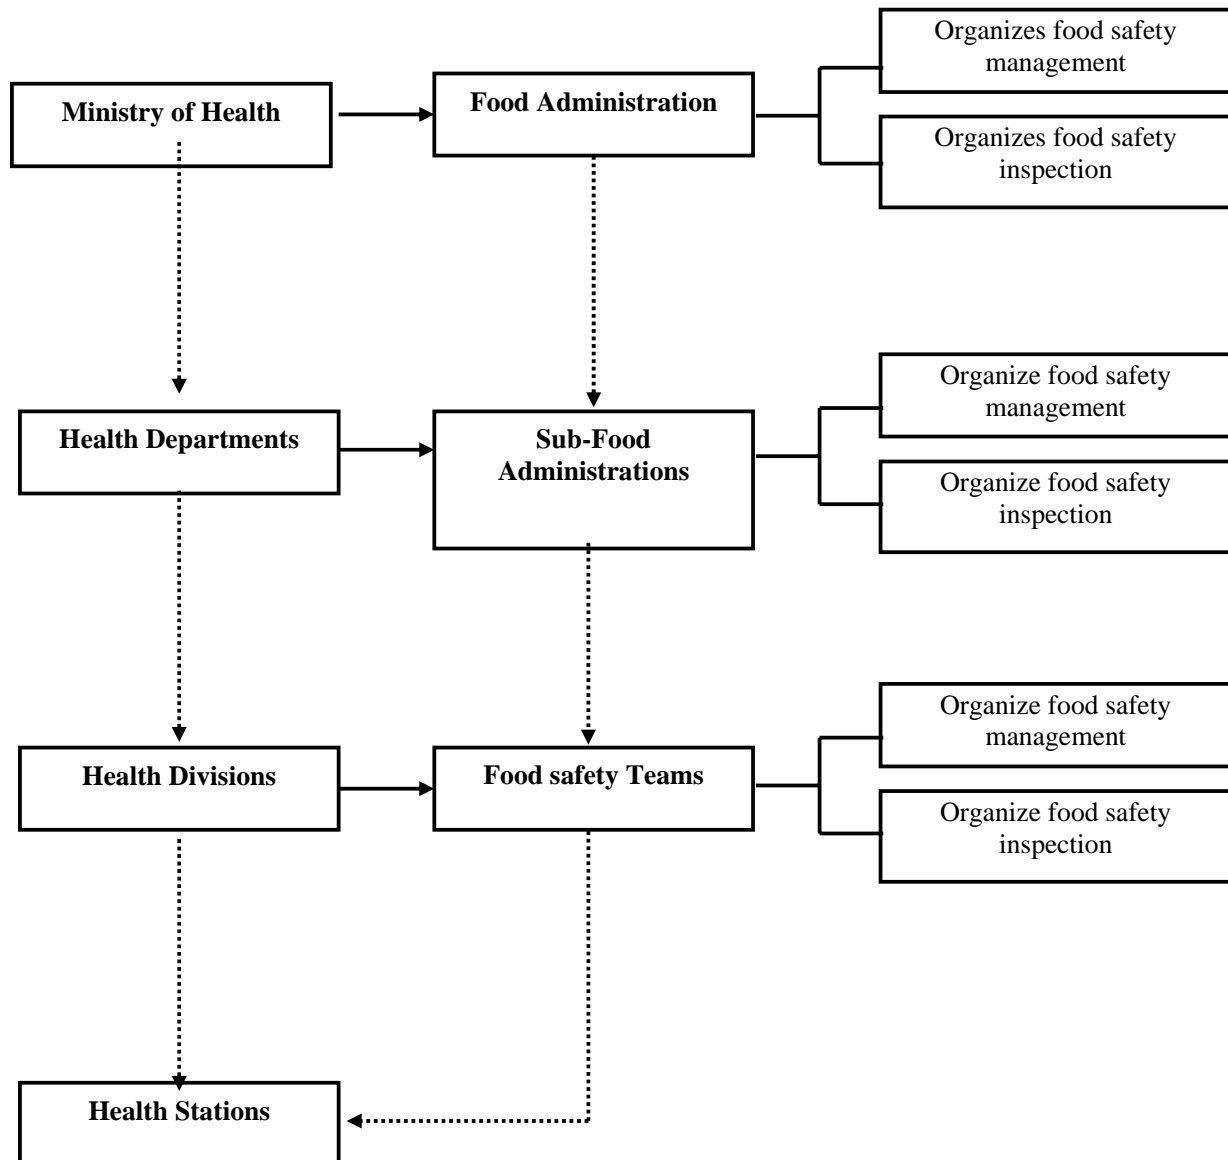 Organizes food safety
management
Ministry of Health
Food Administration
Organizes food safety
inspection
Organize food safety
management
Health Departments
Sub-Food
Administrations
Organize food safety
inspection
Organize food safety
management
Health Divisions
Food safety Teams
Organize food safety
inspection
Health Stations